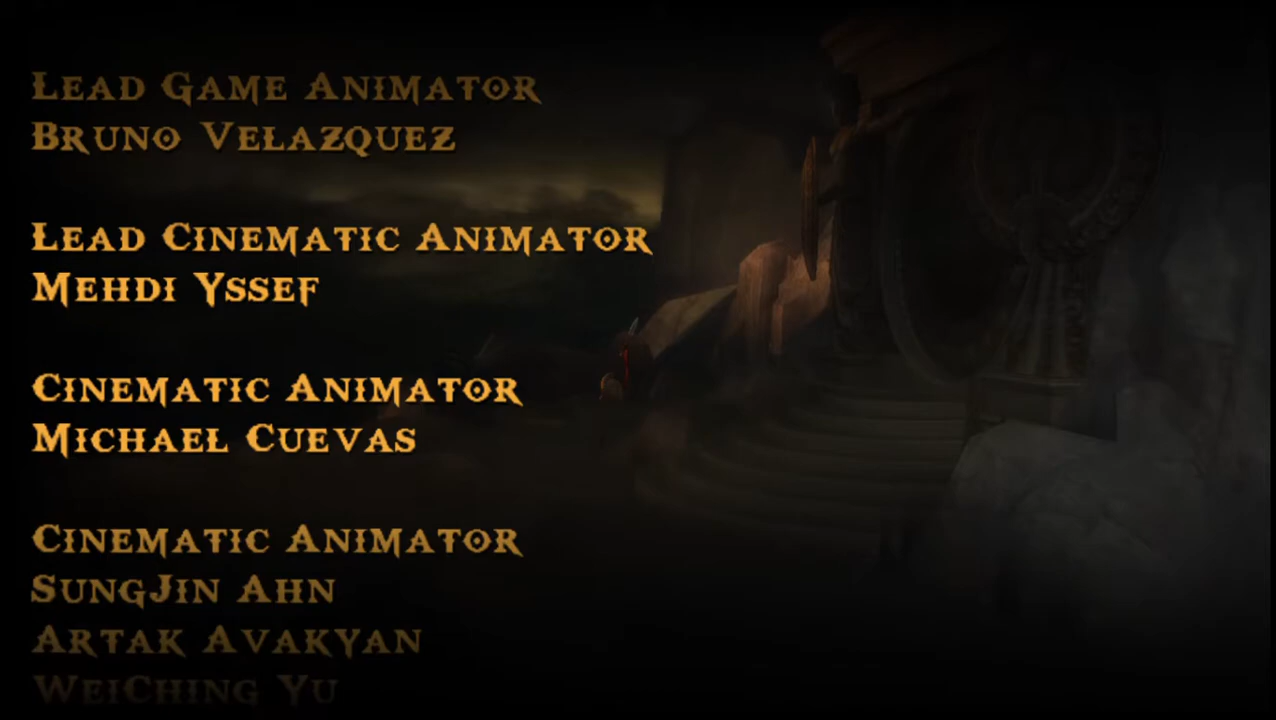 Lead Game Animator
Bruno Velazquez
Lead Cinematic Animator
Mehdi Yssef
Cinematic Animator
Michael Cuevas
Cinematic Animator
SungJin Ahn
Artak Avakyan
WeiChing Yu